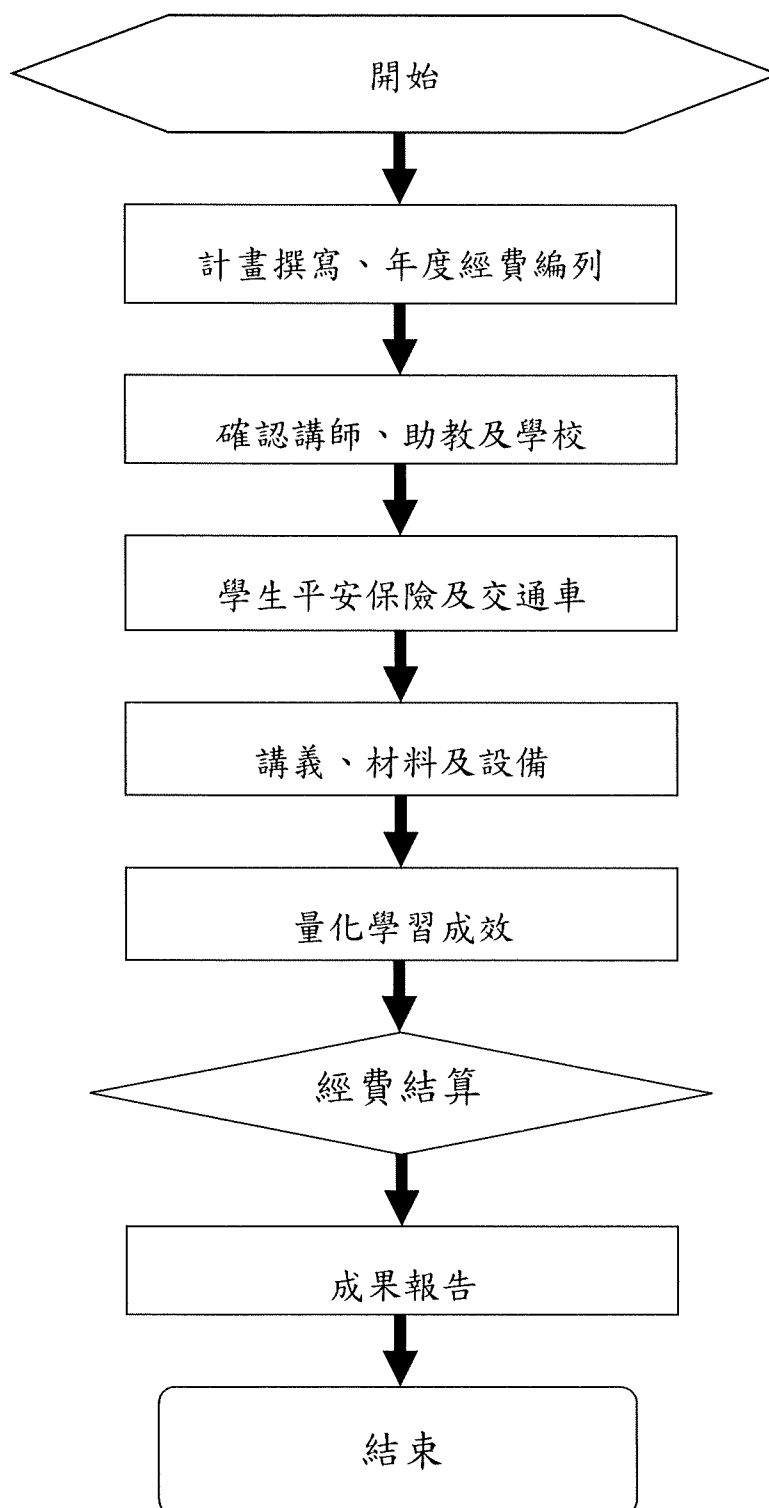 開始
計畫撰寫、年度經費編列
確認講師、助教及學校
學生平安保險及交通車
講義、材料及設備
量化學習成效
經費結算
成果報告
結束